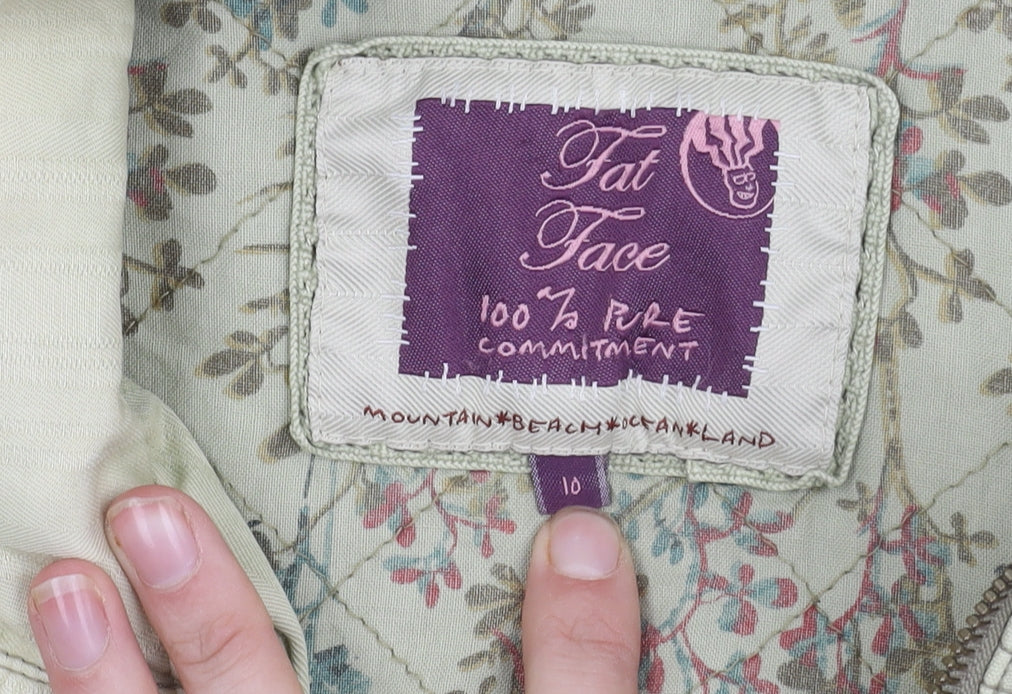 Fat
Face
100% PURE
COMMITMENT
MOUNTAIN*BEACH*OCEAN*LAND
10